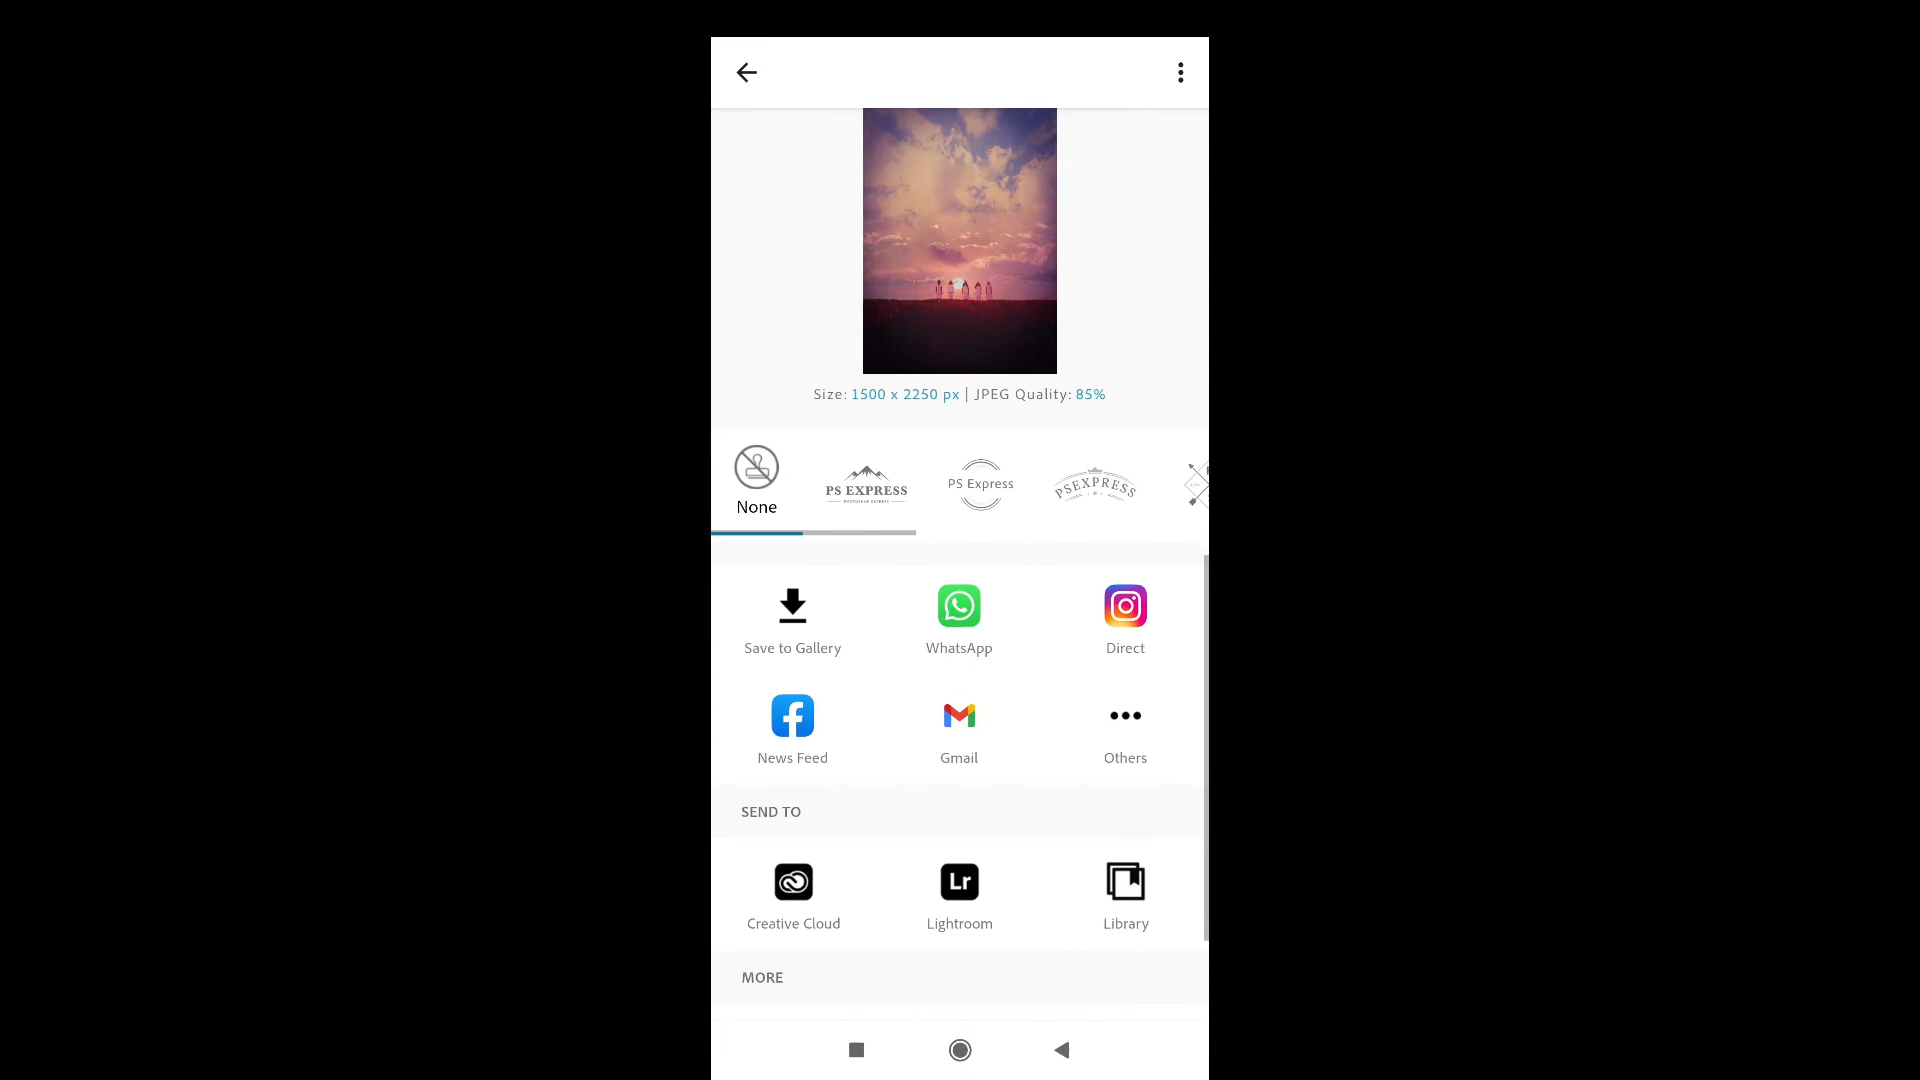 Size: 1500 x 2250 px | JPEG Quality: 85%
None
PS EXPRESS
PS Express
PSEXPRESS
Save to Gallery
WhatsApp
Direct
News Feed
Gmail
Others
SEND TO
Lr
Creative Cloud
Lightroom
Library
MORE